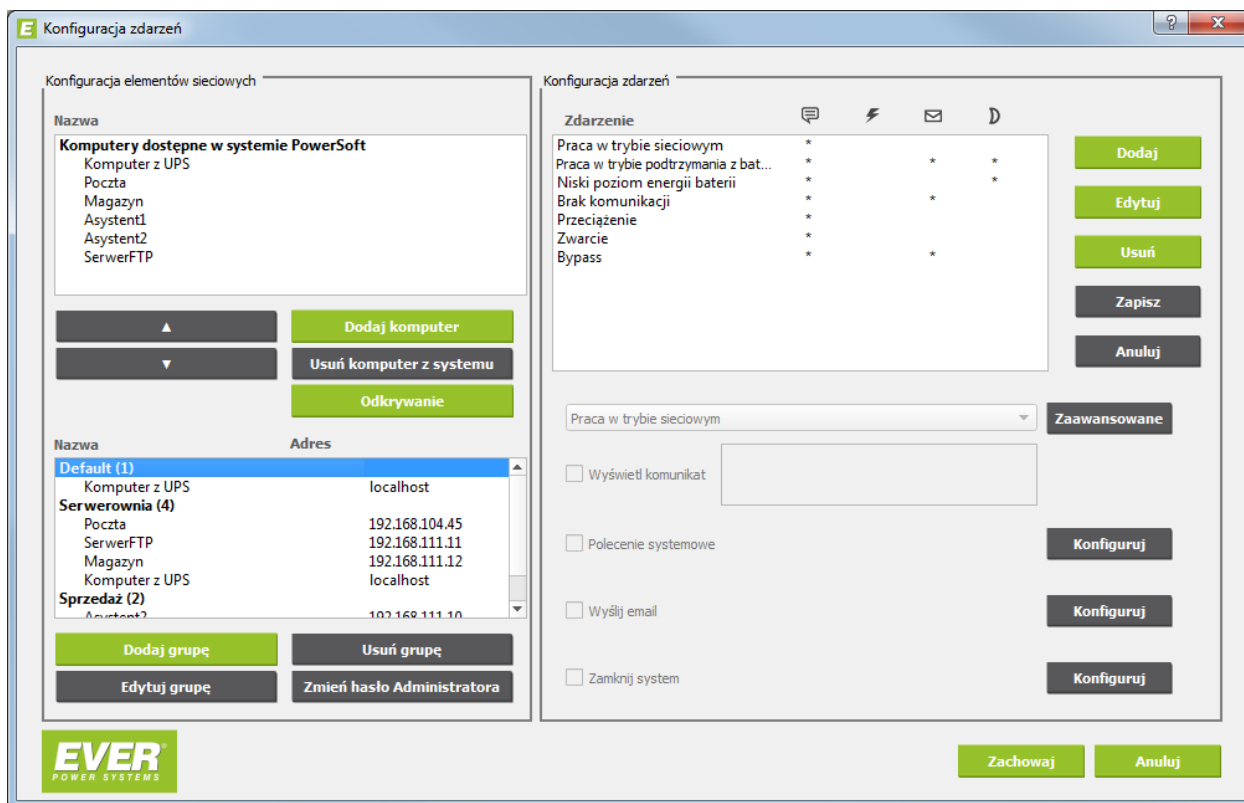 Konfiguracja zdarzeń
Konfiguracja elementów sieciowych
Nazwa
Komputery dostępne w systemie PowerSoft
Komputer z UPS
Poczta
Magazyn
Asystent1
Asystent2
SerwerFTP
▲
Dodaj komputer
▼
Usuń komputer z systemu
Odkrywanie
Nazwa Adres
Default (1)
Komputer z UPS localhost
Serwerownia (4)
Poczta 192.168.104.45
SerwerFTP 192.168.111.11
Magazyn 192.168.111.12
Komputer z UPS localhost
Sprzedaż (2)
Asystent2 192.168.111.10
Dodaj grupę Usuń grupę
Edytuj grupę Zmień hasło Administratora
Konfiguracja zdarzeń
Zdarzenie
Praca w trybie sieciowym *
Praca w trybie podtrzymania z bat... * * *
Niski poziom energii baterii * *
Brak komunikacji * *
Przeciążenie *
Zwarcie *
Bypass * *
Dodaj
Edytuj
Usuń
Zapisz
Anuluj
Praca w trybie sieciowym Zaawansowane
Wyświetl komunikat
Polecenie systemowe Konfiguruj
Wyślij email Konfiguruj
Zamknij system Konfiguruj
EVER
POWER SYSTEMS
Zachowaj Anuluj